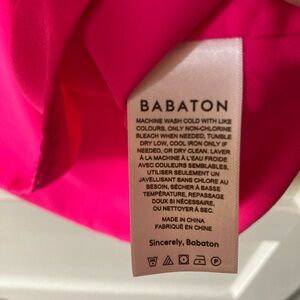 BABATON
MACHINE WASH COLD WITH LIKE
COLOURS, ONLY NON-CHLORINE
BLEACH WHEN NEEDED, TUMBLE
DRY LOW, COOL IRON IF
NEEDED, OR DRY CLEAN. LAVER
À LA MACHINE À L'EAU FROIDE
AVEC COULEURS SEMBLABLES,
UTILISER SEULEMENT UN
JAVELLISANT SANS CHLORE AU
BESOIN, SÉCHER À BASSE
TEMPÉRATURE, REPASSAGE
DOUX SI NÉCESSAIRE,
OU NETTOYER À SEC.
MADE IN CHINA
FABRIQUÉ EN CHINE
Sincerely, Babaton